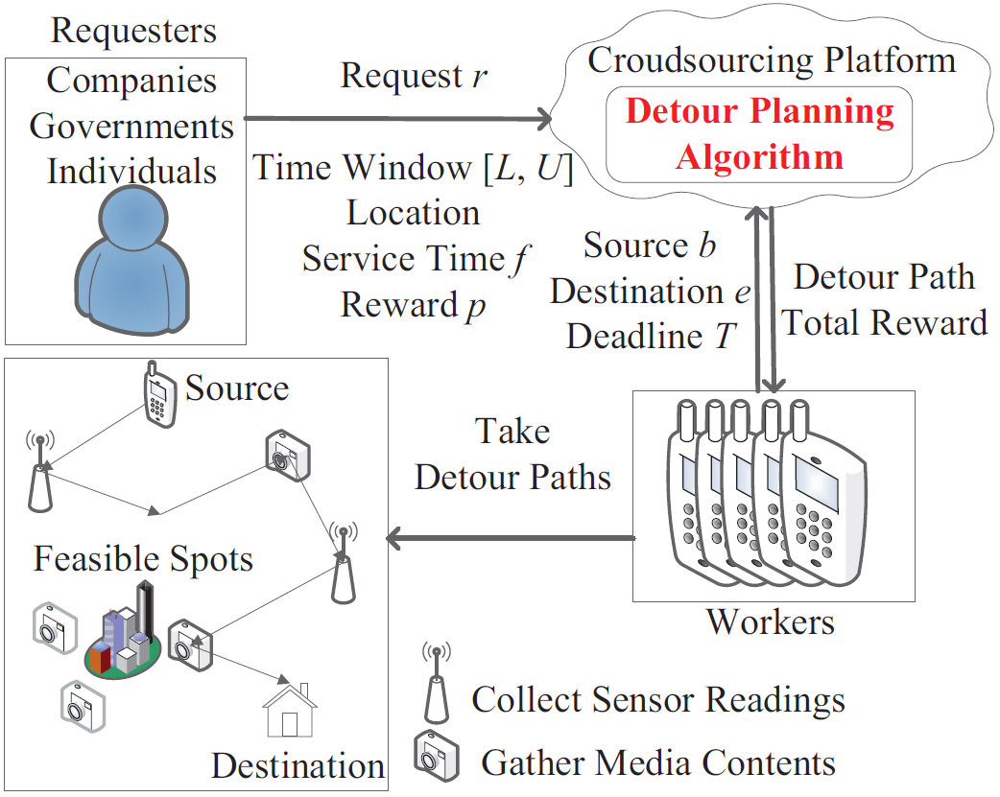 Requesters
Companies
Governments
Individuals
Request r
Time Window [L, U]
Location
Service Time f
Reward p
Croudsourcing Platform
Detour Planning
Algorithm
Source b
Destination e
Deadline T
Detour Path
Total Reward
Source
Feasible Spots
Destination
Take
Detour Paths
Workers
Collect Sensor Readings
Gather Media Contents